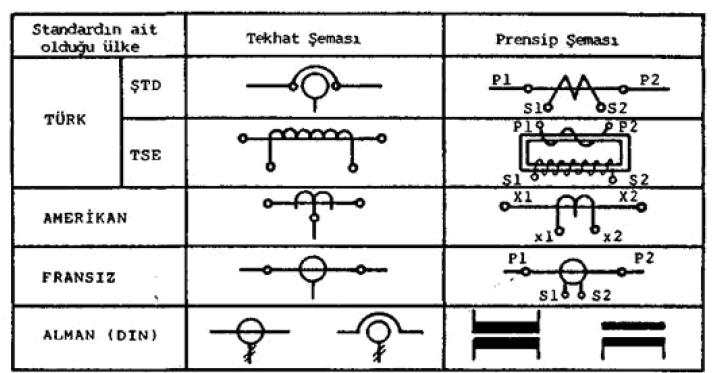 Standardın ait
olduğu ülke
Tekhat Şeması
Prensip Şeması
TÜRK
ŞTD
P1 P2
S1 S2
TSE
P1 P2
S1 S2
AMERİKAN
X1 X2
x1 x2
FRANSIZ
P1 P2
S1 S2
ALMAN (DIN)